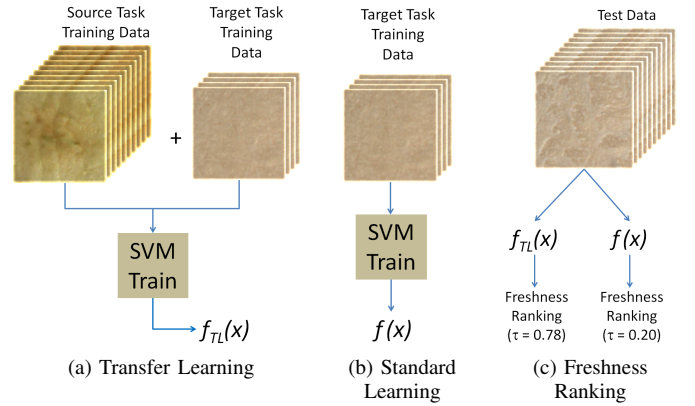 Source Task
Training Data
+
Target Task
Training
Data
SVM
Train
f_TL(x)
(a) Transfer Learning
Target Task
Training
Data
SVM
Train
f(x)
(b) Standard
Learning
Test Data
f_TL(x)
f(x)
Freshness
Ranking
(τ = 0.78)
Freshness
Ranking
(τ = 0.20)
(c) Freshness
Ranking